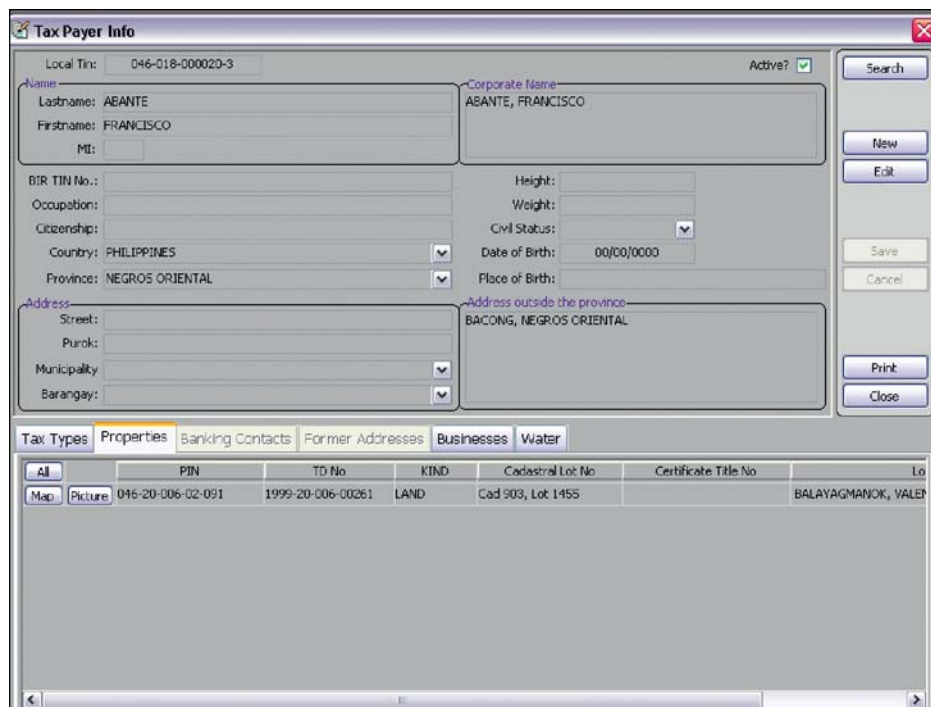 Tax Payer Info
Local Tin: 046-018-000020-3 Active?
Search
Name
Corporate Name
Lastname: ABANTE
ABANTE, FRANCISCO
Firstname: FRANCISCO
MI:
New
Edit
BIR TIN No.: Height:
Occupation: Weight:
Citizenship: Civil Status:
Country: PHILIPPINES Date of Birth: 00/00/0000
Save
Province: NEGROS ORIENTAL Place of Birth:
Cancel
Address
Address outside the province
Street:
BACONG, NEGROS ORIENTAL
Purok:
Municipality
Print
Barangay:
Close
Tax Types Properties Banking Contacts Former Addresses Businesses Water
All PIN TD No KIND Cadastral Lot No Certificate Title No Lo
Map Picture 046-20-006-02-091 1999-20-006-00261 LAND Cad 903, Lot 1455 BALAYAGMANOK, VALEN